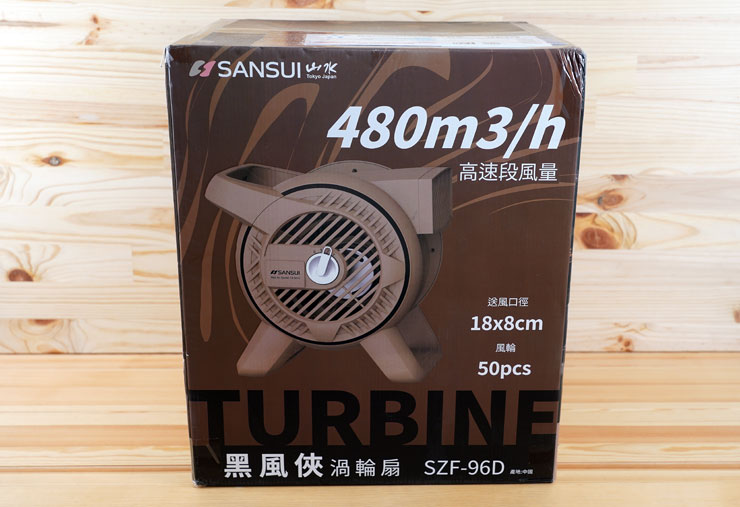 SANSUI 山水
Tokyo Japan
480m3/h
高速段風量
SANSUI
送風口徑
18x8cm
風輪
50pcs
TURBINE
黑風俠 渦輪扇 SZF-96D 產地:中國